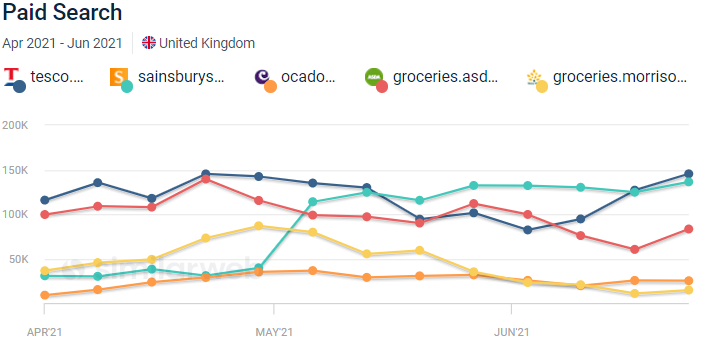 Paid Search
Apr 2021 - Jun 2021 United Kingdom
tesco.... sainsburys... ocado... groceries.asd... groceries.morriso...
200K
150K
100K
50K
APR'21 MAY'21 JUN'21